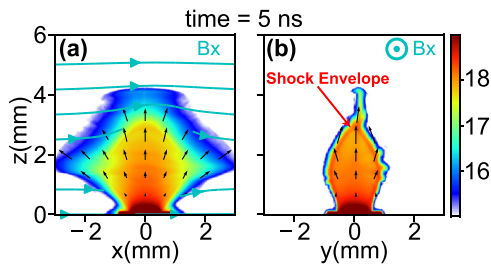 time = 5 ns
(a)
Bx
(b)
Bx
Shock Envelope
z(mm)
6
4
2
0
−2
0
2
x(mm)
−2
0
2
y(mm)
18
17
16